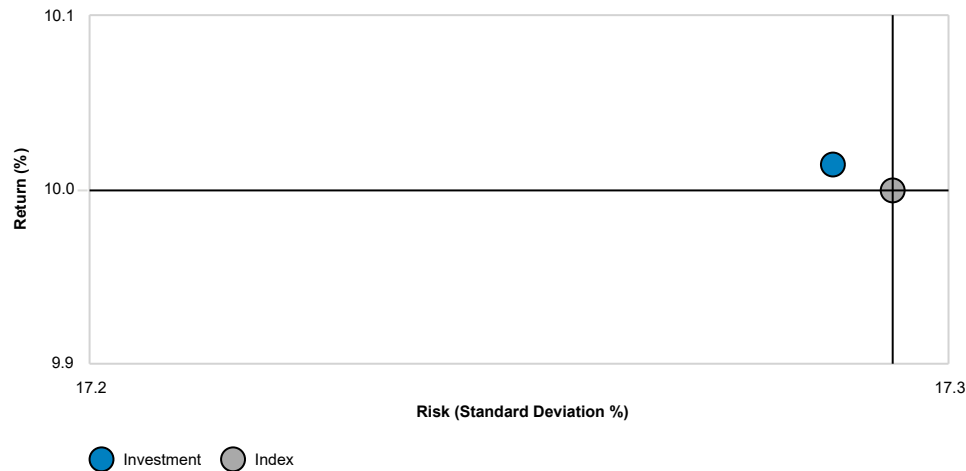 10.1
Return (%)
10.0
9.9
17.2
17.3
Risk (Standard Deviation %)
Investment
Index